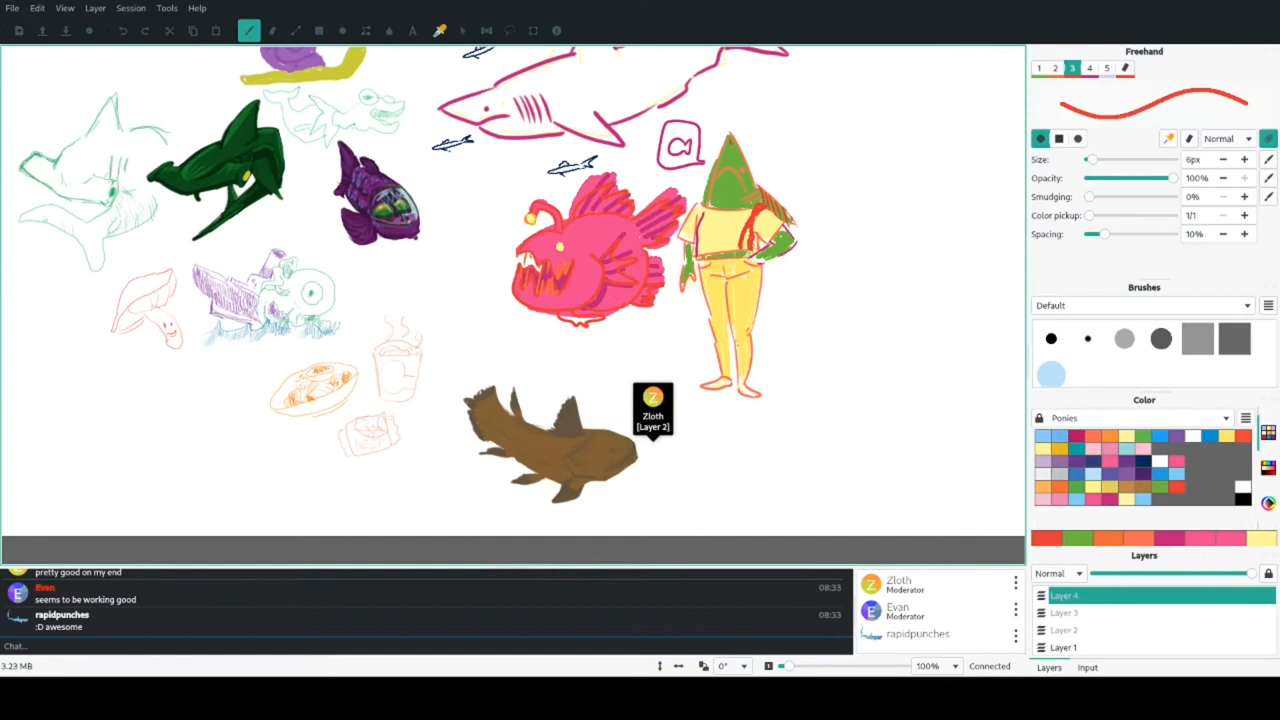 File Edit View Layer Session Tools Help
Freehand
1 2 3 4 5
Normal
Size: 6px
Opacity: 100%
Smudging: 0%
Color pickup: 1/1
Spacing: 10%
Brushes
Default
Color
Ponies
Zloth
[Layer 2]
Layers
Normal
Layer 4
Layer 3
Layer 2
Layer 1
Layers Input
pretty good on my end
E Evan 08:33
seems to be working good
rapidpunches 08:33
:D awesome
Chat...
Z Zloth
Moderator
E Evan
Moderator
rapidpunches
3.23 MB 0° 100% Connected